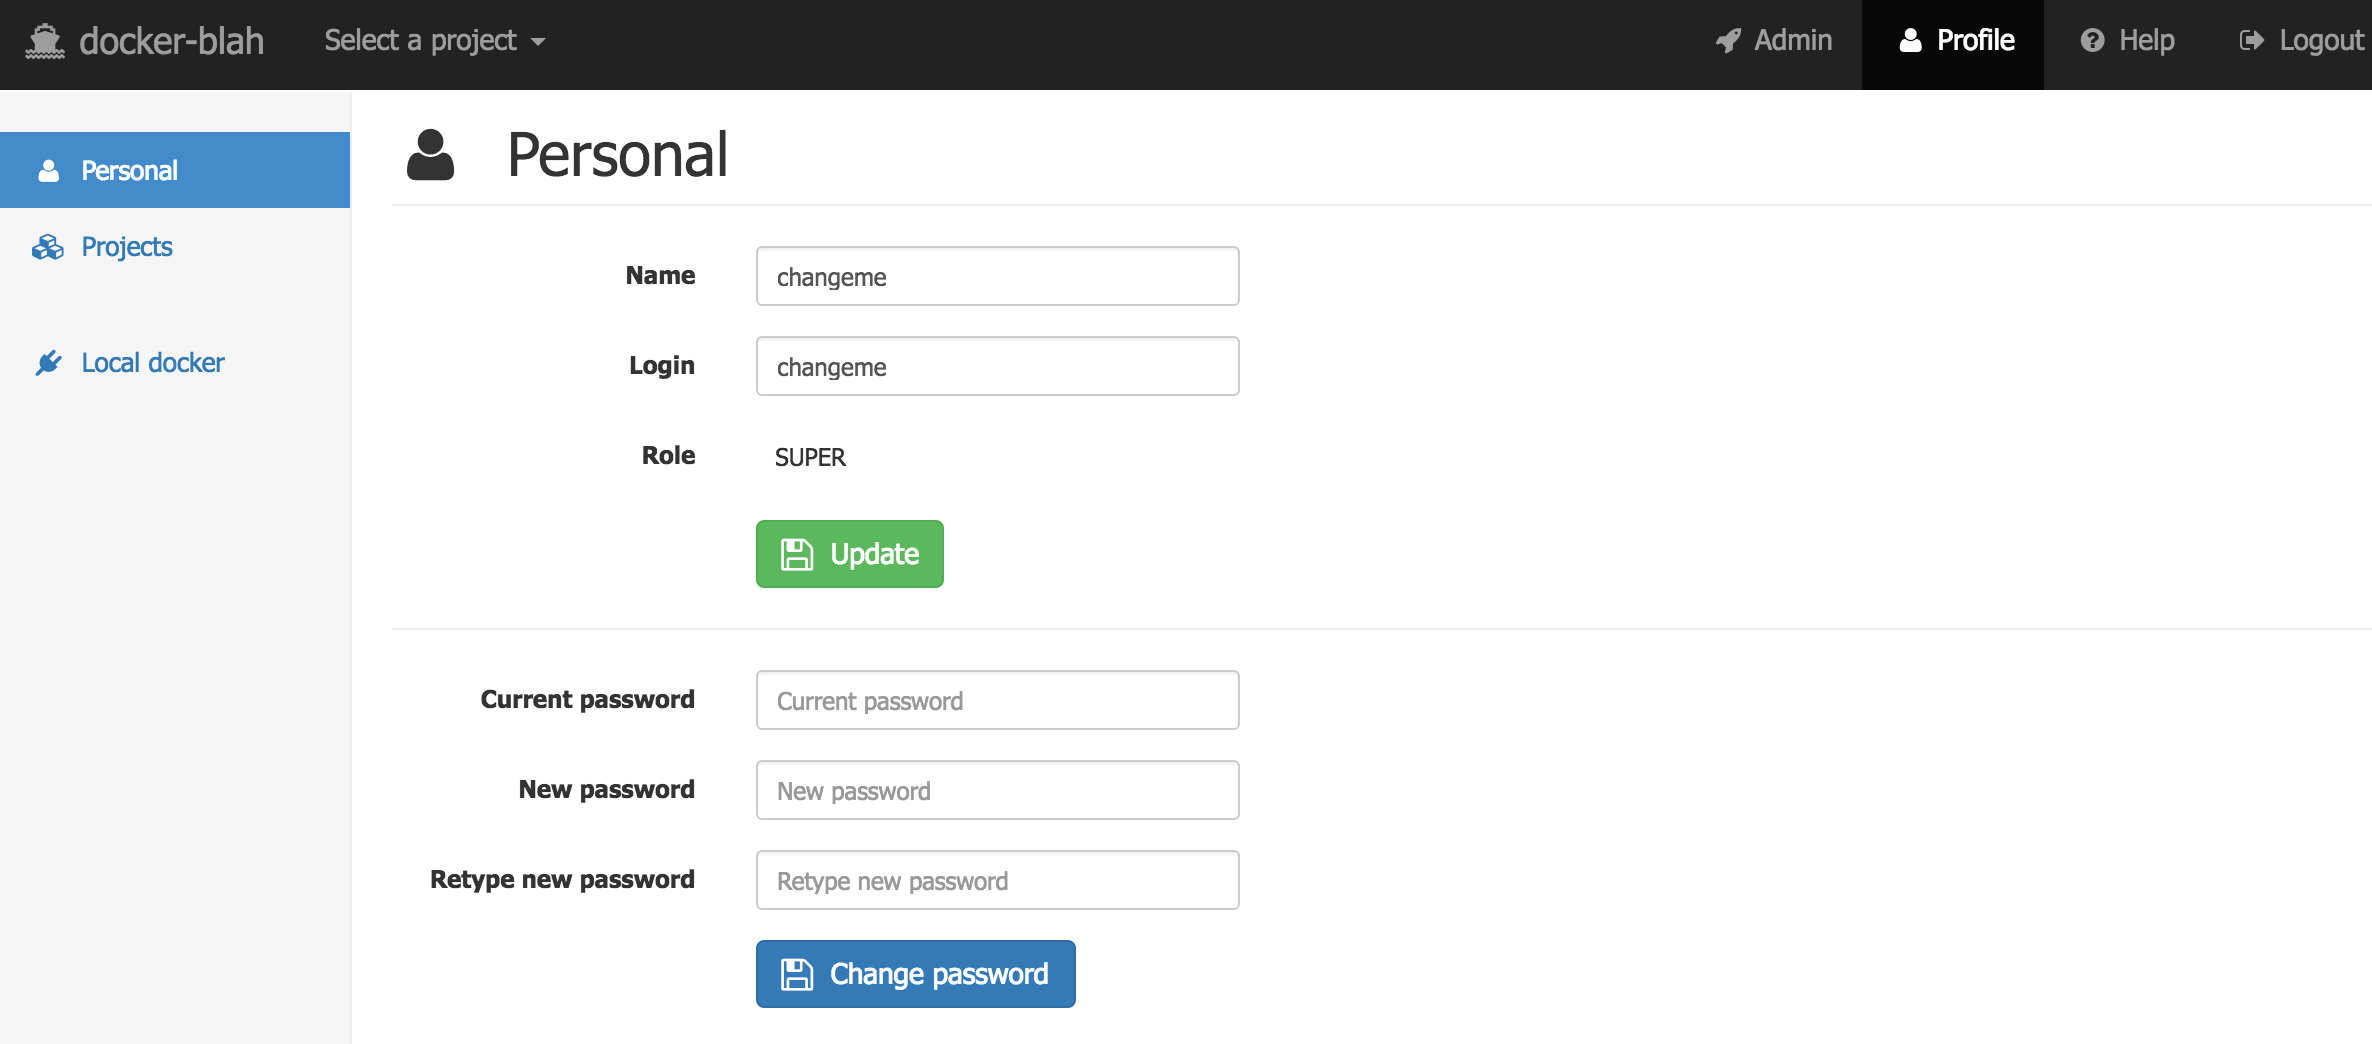 docker-blah Select a project Admin Profile Help Logout
Personal
Projects
Local docker
Personal
Name changeme
Login changeme
Role SUPER
Update
Current password Current password
New password New password
Retype new password Retype new password
Change password